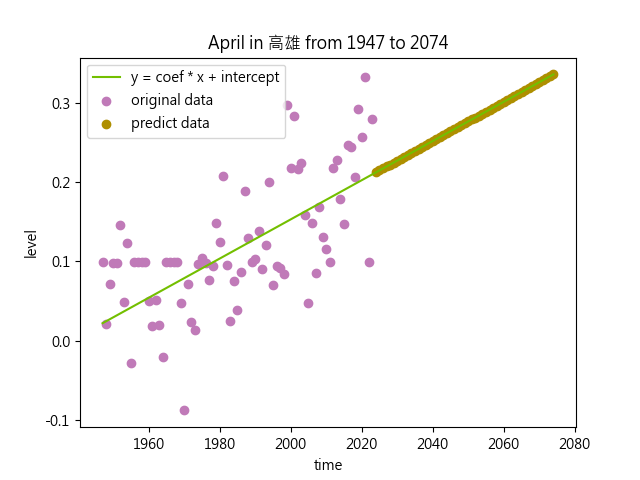 April in 高雄 from 1947 to 2074
y = coef * x + intercept
original data
predict data
level
0.3
0.2
0.1
0.0
-0.1
1960 1980 2000 2020 2040 2060 2080
time